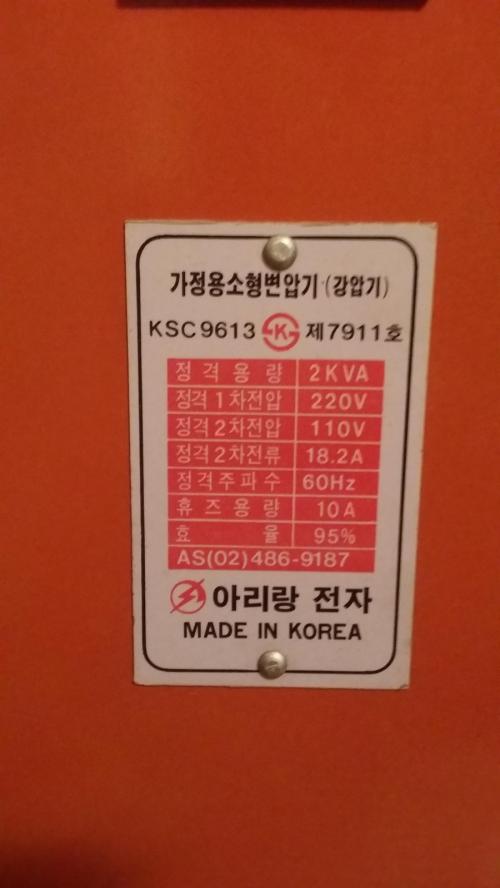 가정용소형변압기 (강압기)
KSC9613 K 제7911호
정격용량 2KVA
정격1차전압 220V
정격2차전압 110V
정격2차전류 18.2A
정격주파수 60Hz
휴즈용량 10A
효율 95%
AS(02)486-9187
아리랑 전자
MADE IN KOREA